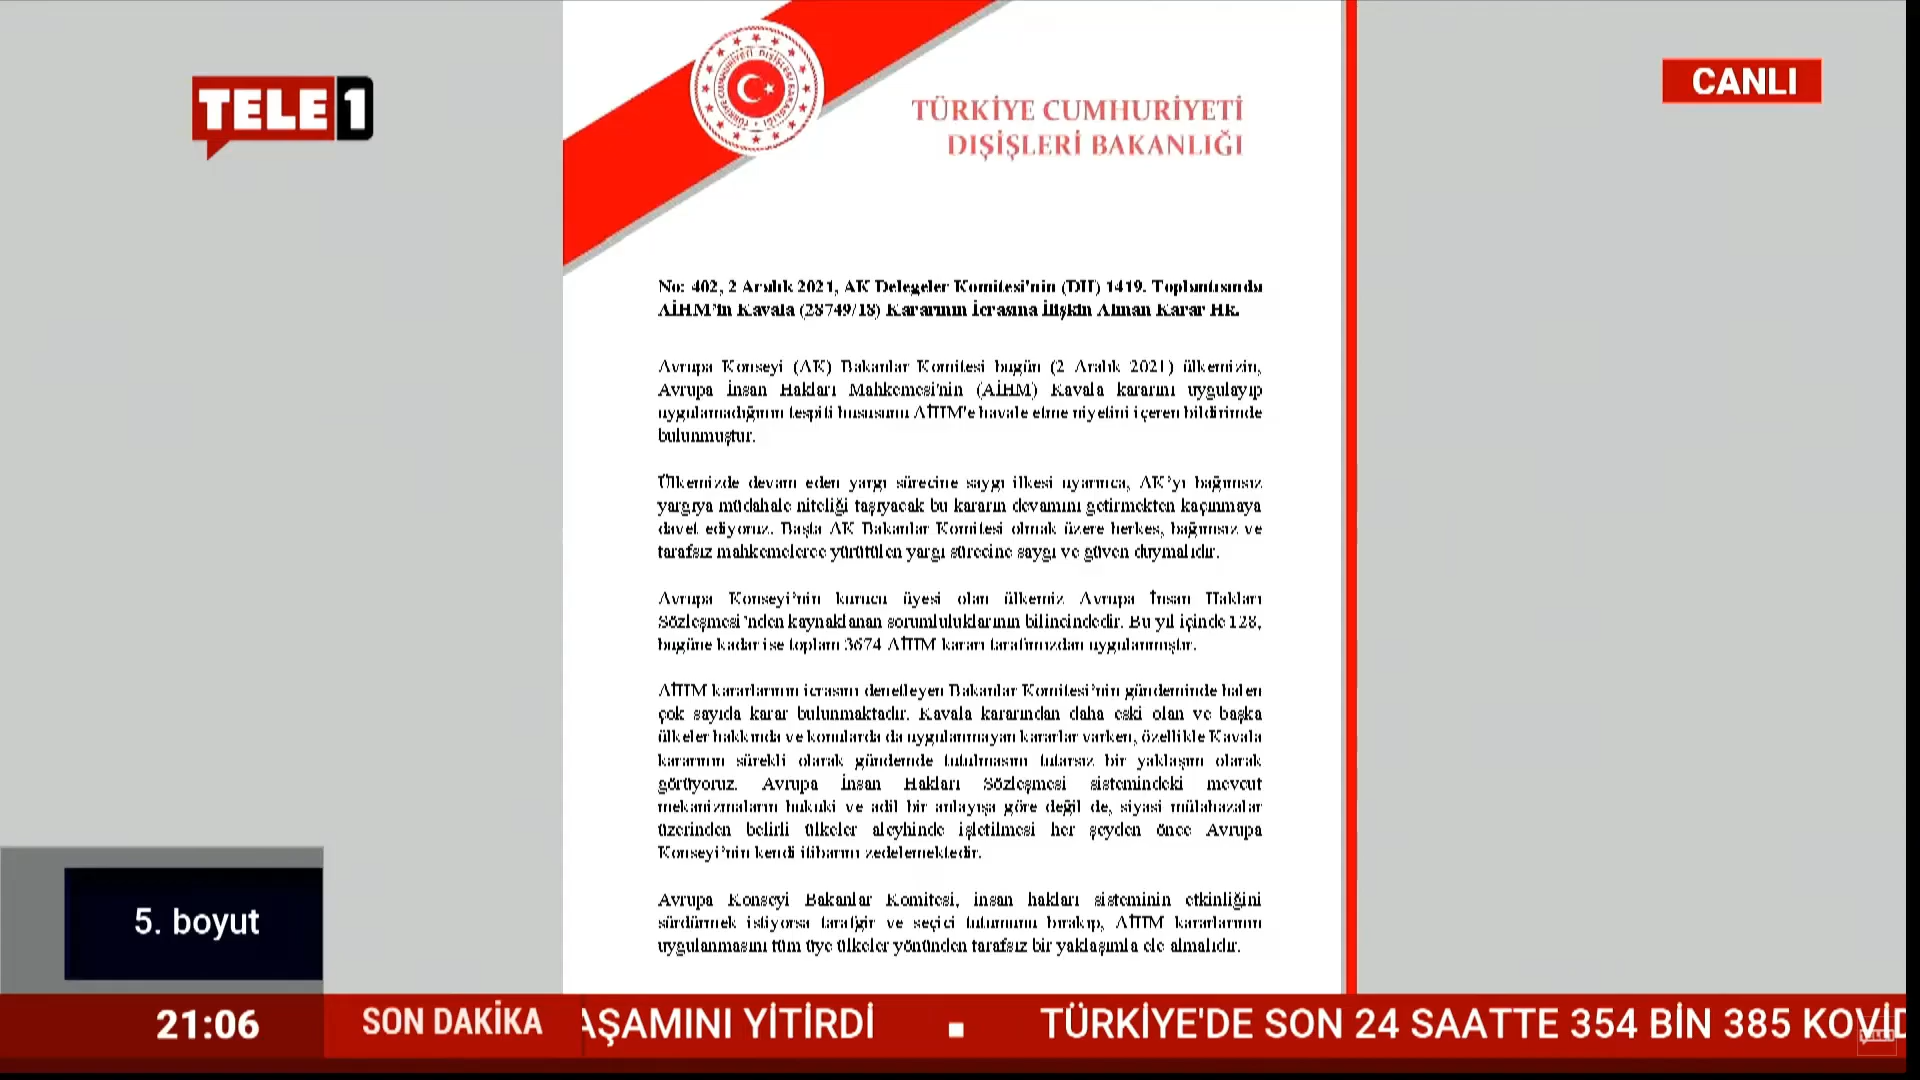 TELE1
CANLI
TÜRKİYE CUMHURİYETİ DIŞİŞLERİ BAKANLIĞI
TÜRKİYE CUMHURİYETİ
DIŞİŞLERİ BAKANLIĞI
No: 402, 2 Aralık 2021, AK Delegeler Komitesi'nin (DH) 1419. Toplantısında
AİHM’in Kavala (28749/18) Kararının İcrasına İlişkin Alınan Karar Hk.
Avrupa Konseyi (AK) Bakanlar Komitesi bugün (2 Aralık 2021) ülkemizin,
Avrupa İnsan Hakları Mahkemesi'nin (AİHM) Kavala kararını uygulayıp
uygulamadığının tespiti hususunu AİHM'e havale etme niyetini içeren bildirimde
bulunmuştur.
Ülkemizde devam eden yargı sürecine saygı ilkesi uyarınca, AK’yı bağımsız
yargıya müdahale niteliği taşıyacak bu kararın devamını getirmekten kaçınmaya
davet ediyoruz. Başta AK Bakanlar Komitesi olmak üzere herkes, bağımsız ve
tarafsız mahkemelerce yürütülen yargı sürecine saygı ve güven duymalıdır.
Avrupa Konseyi’nin kurucu üyesi olan ülkemiz Avrupa İnsan Hakları
Sözleşmesi’nden kaynaklanan sorumluluklarının bilincindedir. Bu yıl içinde 128,
bugüne kadar ise toplam 3674 AİHM kararı tarafımızdan uygulanmıştır.
AİHM kararlarının icrasını denetleyen Bakanlar Komitesi’nin gündeminde halen
çok sayıda karar bulunmaktadır. Kavala kararından daha eski olan ve başka
ülkeler hakkında ve konularda da uygulanmayan kararlar varken, özellikle Kavala
kararının sürekli olarak gündemde tutulmasını tutarsız bir yaklaşım olarak
görüyoruz. Avrupa İnsan Hakları Sözleşmesi sistemindeki mevcut
mekanizmaların hukuki ve adil bir anlayışa göre değil de, siyasi mülahazalar
üzerinden belirli ülkeler aleyhinde işletilmesi her şeyden önce Avrupa
Konseyi’nin kendi itibarını zedelemektedir.
Avrupa Konseyi Bakanlar Komitesi, insan hakları sisteminin etkinliğini
sürdürmek istiyorsa tarafgir ve seçici tutumunu bırakıp, AİHM kararlarının
uygulanmasını tüm üye ülkeler yönünden tarafsız bir yaklaşımla ele almalıdır.
5. boyut
21:06 SON DAKİKA AŞAMINI YİTİRDİ ▪ TÜRKİYE'DE SON 24 SAATTE 354 BİN 385 KOVİD